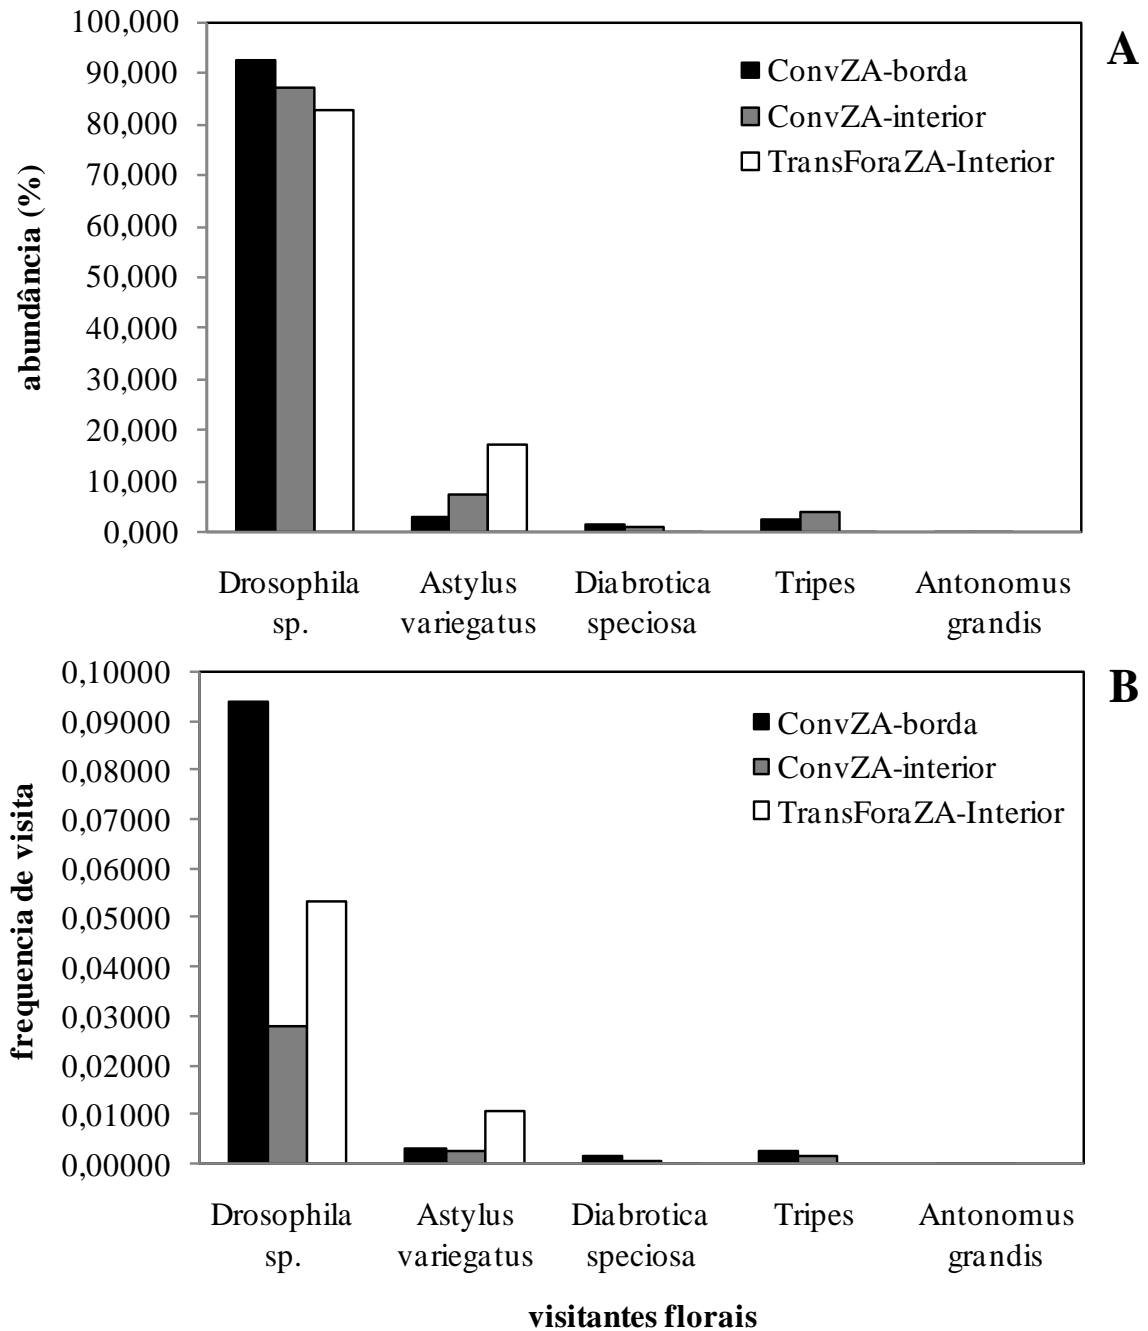 A
abundância (%)
100,000
90,000
80,000
70,000
60,000
50,000
40,000
30,000
20,000
10,000
0,000
ConvZA-borda
ConvZA-interior
TransForaZA-Interior
Drosophila
sp.
Astylus
variegatus
Diabrotica
speciosa
Tripes
Antonomus
grandis
B
frequencia de visita
0,10000
0,09000
0,08000
0,07000
0,06000
0,05000
0,04000
0,03000
0,02000
0,01000
0,00000
ConvZA-borda
ConvZA-interior
TransForaZA-Interior
Drosophila
sp.
Astylus
variegatus
Diabrotica
speciosa
Tripes
Antonomus
grandis
visitantes florais